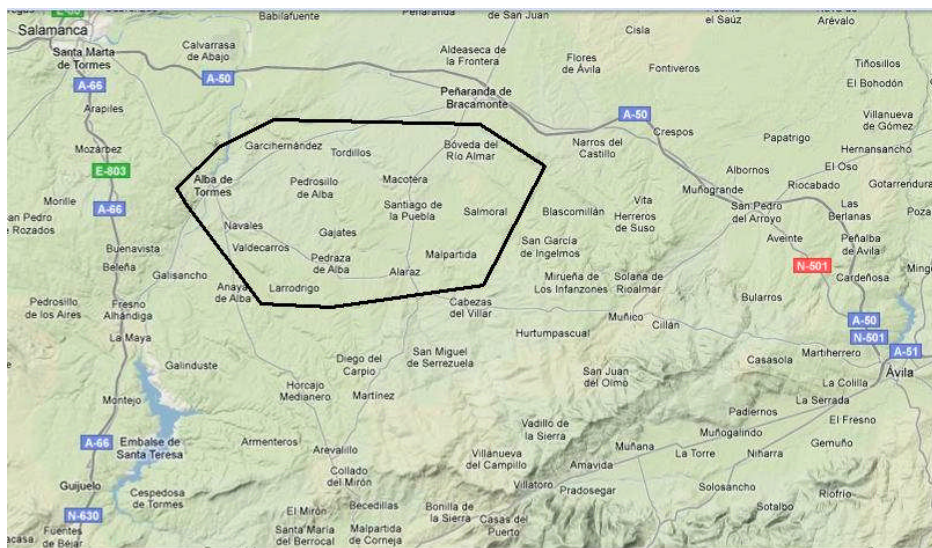 Salamanca
Babilafuente
Peñaranda
de San Juan
el Saúz
Arévalo
Cisla
Santa Marta
de Tormes
Calvarrasa
de Abajo
Aldeaseca de
la Frontera
Flores
de Ávila
Fontiveros
Tiñosillos
El Bohodón
A-66
A-50
Peñaranda de
Bracamonte
Arapiles
A-50
Villanueva
de Gómez
Crespos
Papatrigo
Mozárbez
Garcihernández
Tordillos
Bóveda del
Río Almar
Narros del
Castillo
Hernansancho
E-803
Alba de
Tormes
Pedrosillo
de Alba
Macotera
Albornos
El Oso
Muñogrande
Riocabado
Gotarrendura
Morille
A-66
San Pedro
de Rozados
Santiago de
la Puebla
Salmoral
Blascomillán
Vita
Herreros
de Suso
San Pedro
del Arroyo
Las
Berlanas
Navales
Gajates
Buenavista
Valdecarros
Aveinte
Peñalba
de Avila
Beleña
Galisancho
Pedraza
de Alba
Malpartida
San García
de Ingelmos
N-501
Alaraz
Cardeñosa
Anaya
de Alba
Larrodrigo
Mirueña de
Los Infanzones
Solana de
Rioalmar
Pedrosillo
de los Aires
Fresno
Alhándiga
Cabezas
del Villar
Bularros
Muñico
Cillán
A-50
Hurtumpascual
N-501
La Maya
A-51
Galinduste
Diego del
Carpio
San Miguel
de Serrezuela
Casasola
Martiherrero
San Juan
del Olmo
Ávila
Horcajo
Medianero
Martínez
La Colilla
Montejo
La Serrada
Padiernos
El Fresno
Vadillo de
la Sierra
Muñogalindo
A-66
Embalse de
Santa Teresa
Armenteros
Arevalillo
Muñana
La Torre
Niharra
Gemuño
Villanueva
del Campillo
Amavida
Collado
del Mirón
Guijuelo
Villatoro
Pradosegar
Solosancho
Riofrío
Cespedosa
de Tormes
El Mirón
Becedillas
Bonilla de
la Sierra
Sotalpo
N-630
Casas del
Puerto
Santa María
del Berrocal
Malpartida
de Corneja
Fuentes
de Béjar